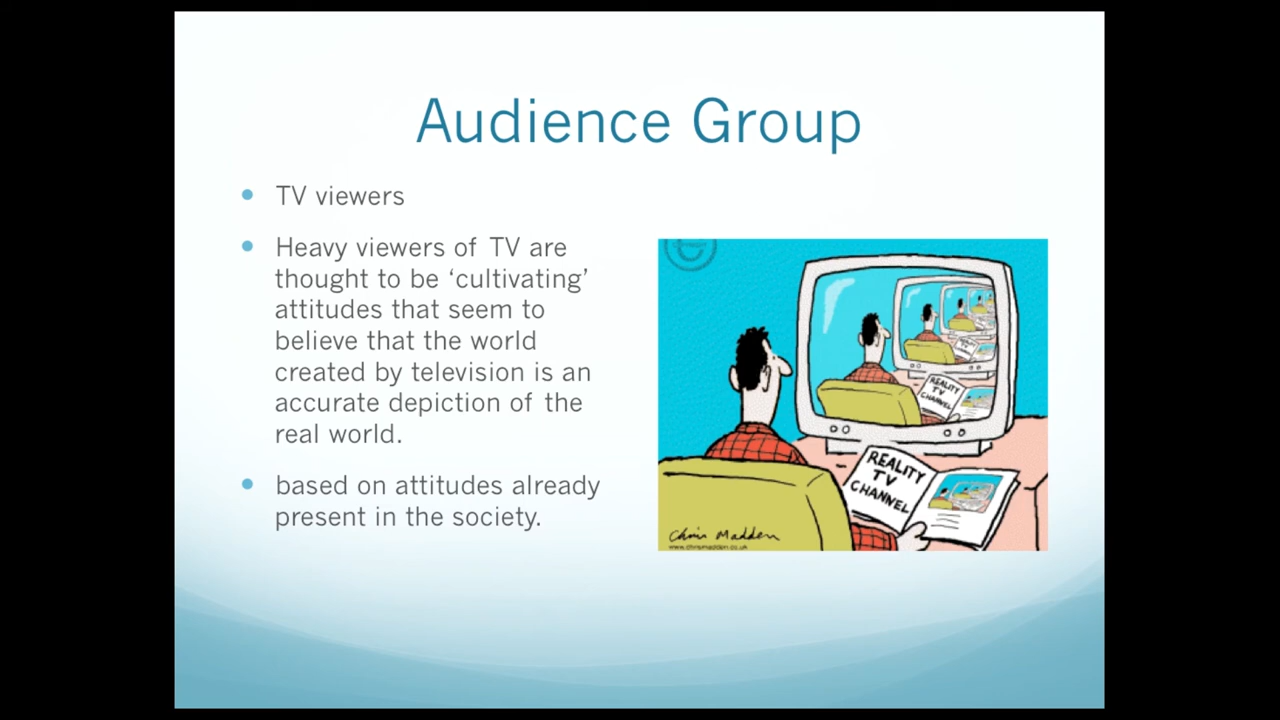 Audience Group
TV viewers
Heavy viewers of TV are
thought to be ‘cultivating’
attitudes that seem to
believe that the world
created by television is an
accurate depiction of the
real world.
based on attitudes already
present in the society.
REALITY
TV
CHANNEL
REALITY
TV
CHANNEL
Chris Madden
www.chrismadden.co.uk